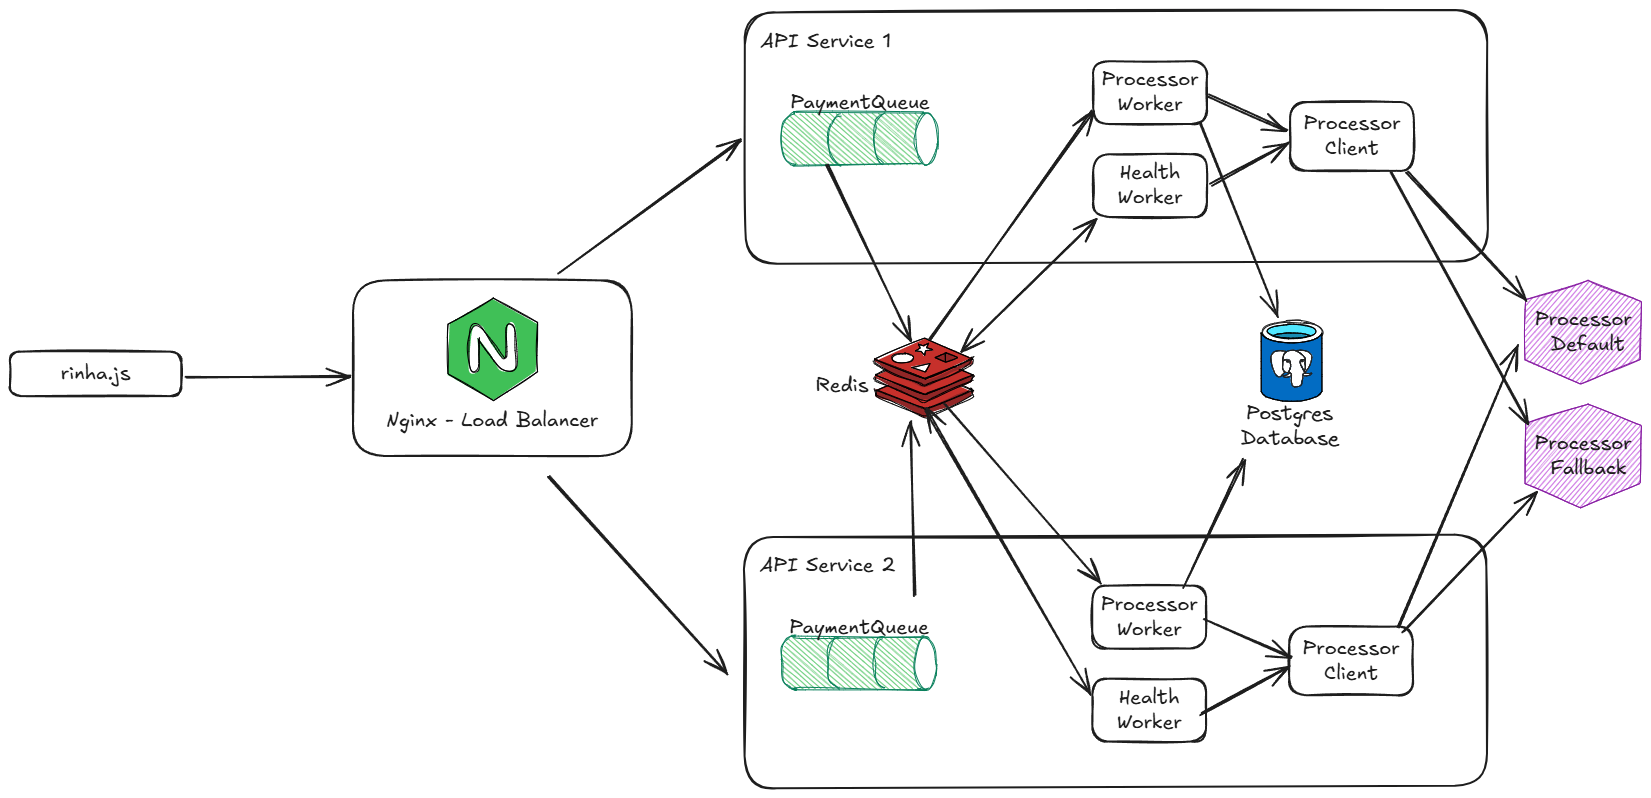 API Service 1
PaymentQueue
Processor
Worker
Health
Worker
Processor
Client
rinha.js
N
Nginx - Load Balancer
Redis
Postgres
Database
Processor
Default
Processor
Fallback
API Service 2
PaymentQueue
Processor
Worker
Health
Worker
Processor
Client